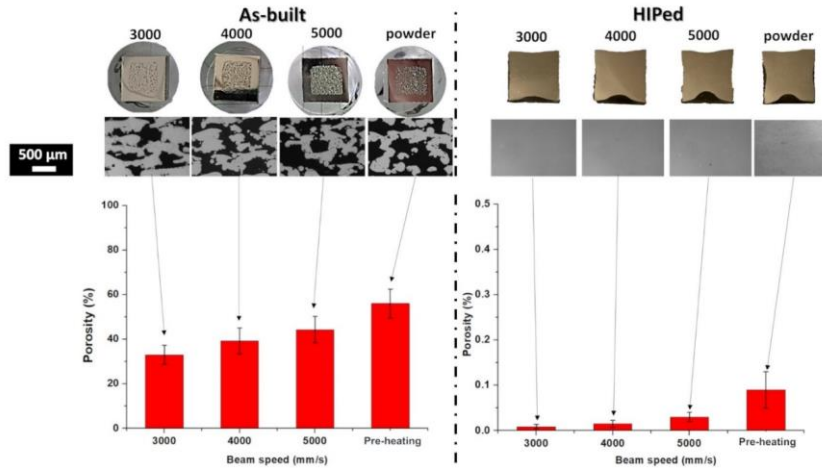 As-built
HIPed
3000 4000 5000 powder
3000 4000 5000 powder
500 µm
Porosity (%)
100
80
60
40
20
0
3000 4000 5000 Pre-heating
Beam speed (mm/s)
Porosity (%)
0.5
0.4
0.3
0.2
0.1
0.0
3000 4000 5000 Pre-heating
Beam speed (mm/s)